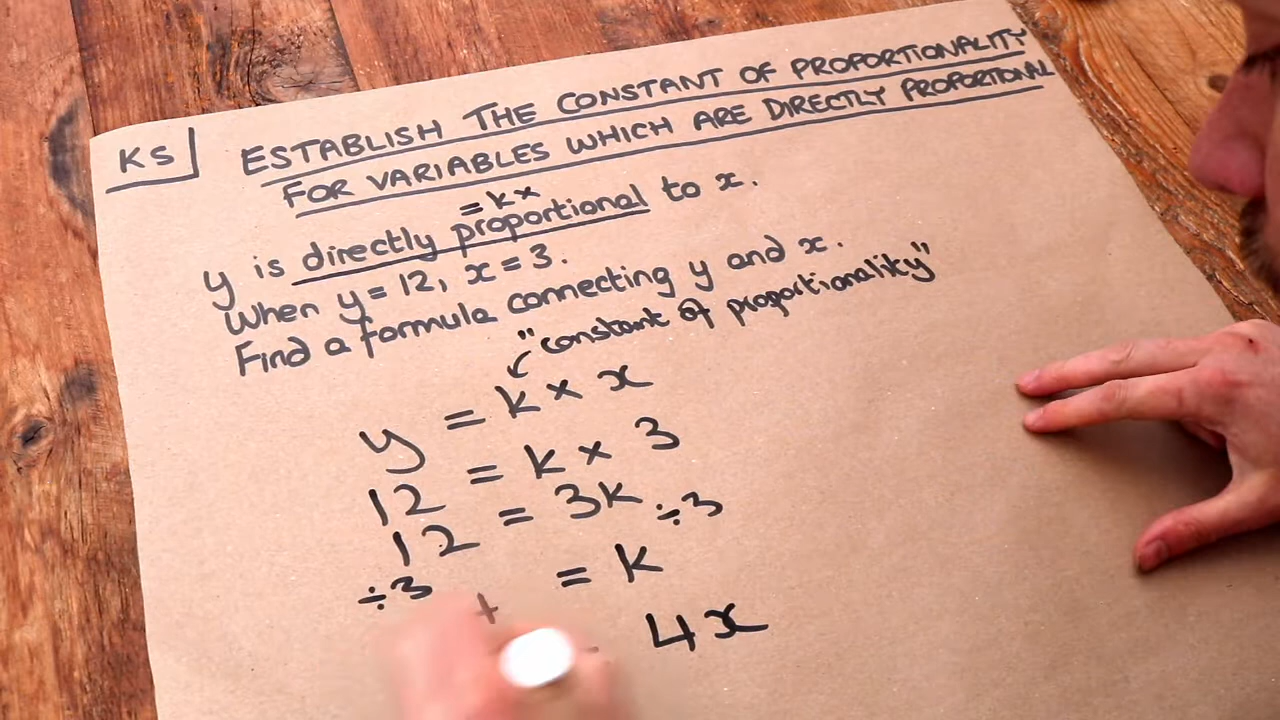 KS
ESTABLISH THE CONSTANT OF PROPORTIONALITY
FOR VARIABLES WHICH ARE DIRECTLY PROPORTIONAL
=k×
y is directly proportional to x.
When y=12, x=3.
Find a formula connecting y and x.
"constant of proportionality"
y = k × x
12 = k × 3
12 = 3k
÷3
= k
÷3
4x